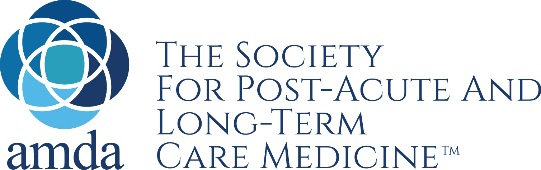 amda
The Society
For Post-Acute And
Long-Term
Care Medicine™